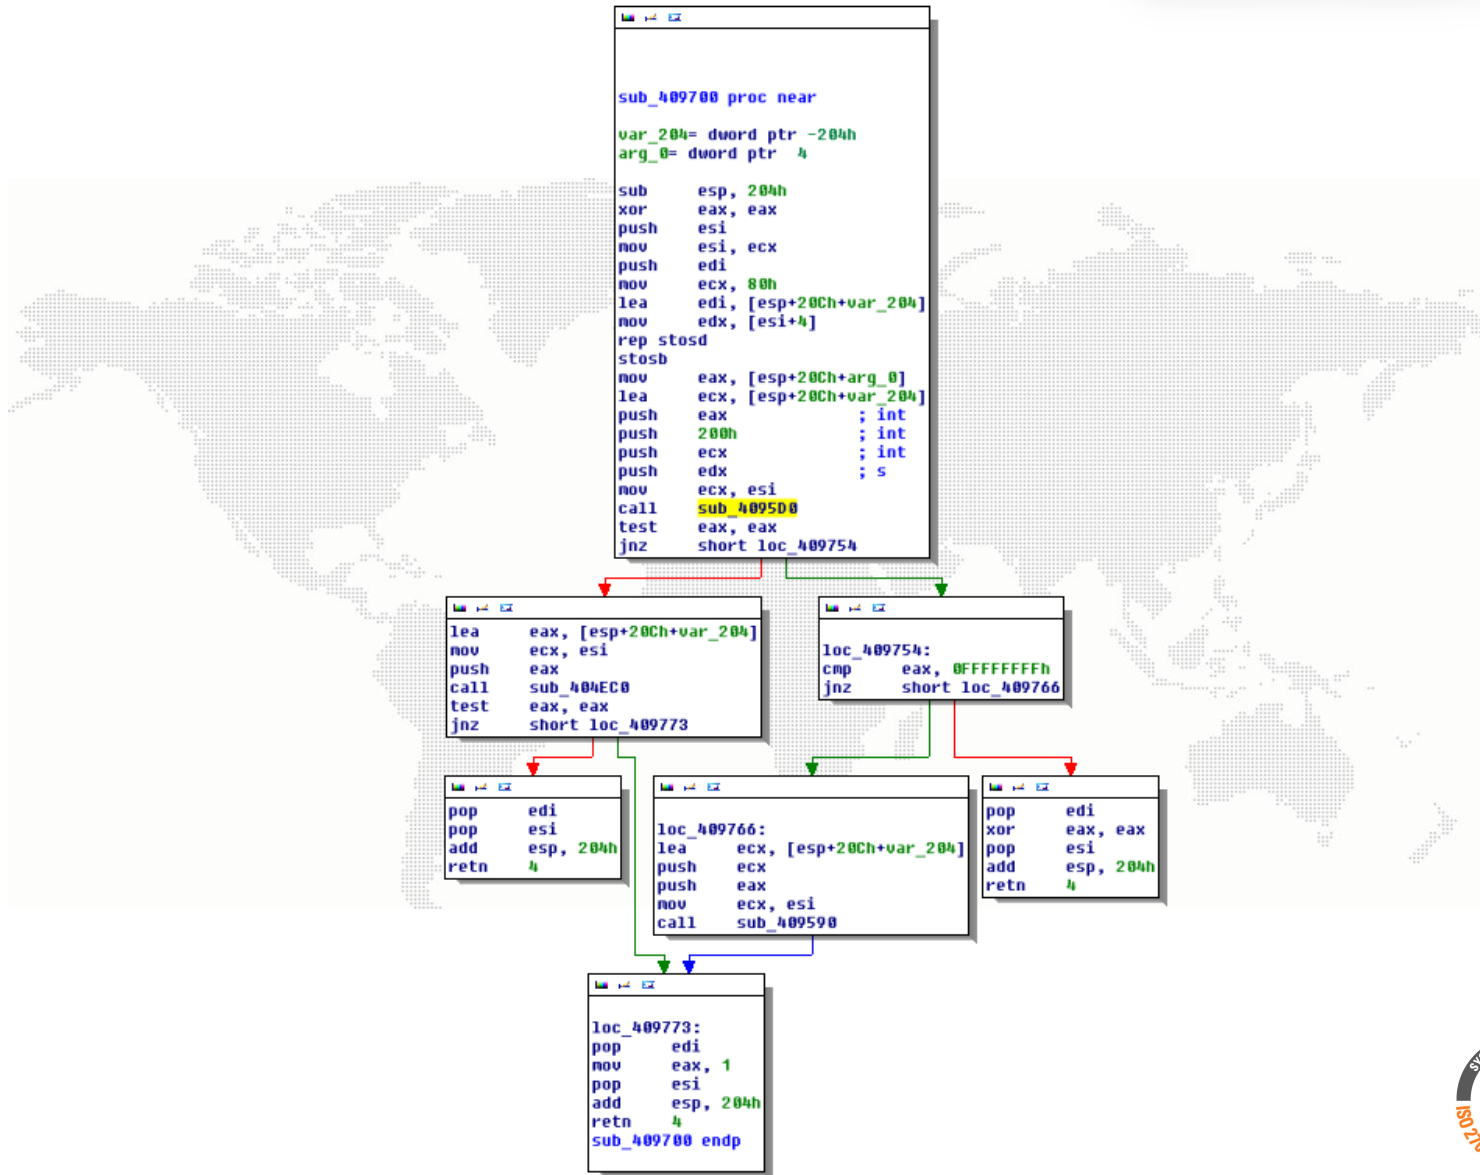 sub_409700 proc near
var_204= dword ptr -204h
arg_0= dword ptr  4
sub     esp, 204h
xor     eax, eax
push    esi
mov     esi, ecx
push    edi
mov     ecx, 80h
lea     edi, [esp+20Ch+var_204]
mov     edx, [esi+4]
rep stosd
stosb
mov     eax, [esp+20Ch+arg_0]
lea     ecx, [esp+20Ch+var_204]
push    eax             ; int
push    200h            ; int
push    ecx             ; int
push    edx             ; s
mov     ecx, esi
call    sub_4095D0
test    eax, eax
jnz     short loc_409754
lea     eax, [esp+20Ch+var_204]
mov     ecx, esi
push    eax
call    sub_404EC0
test    eax, eax
jnz     short loc_409773
loc_409754:
cmp     eax, 0FFFFFFFFh
jnz     short loc_409766
pop     edi
pop     esi
add     esp, 204h
retn    4
loc_409766:
lea     ecx, [esp+20Ch+var_204]
push    ecx
push    eax
mov     ecx, esi
call    sub_409590
pop     edi
xor     eax, eax
pop     esi
add     esp, 204h
retn    4
loc_409773:
pop     edi
mov     eax, 1
pop     esi
add     esp, 204h
retn    4
sub_409700 endp